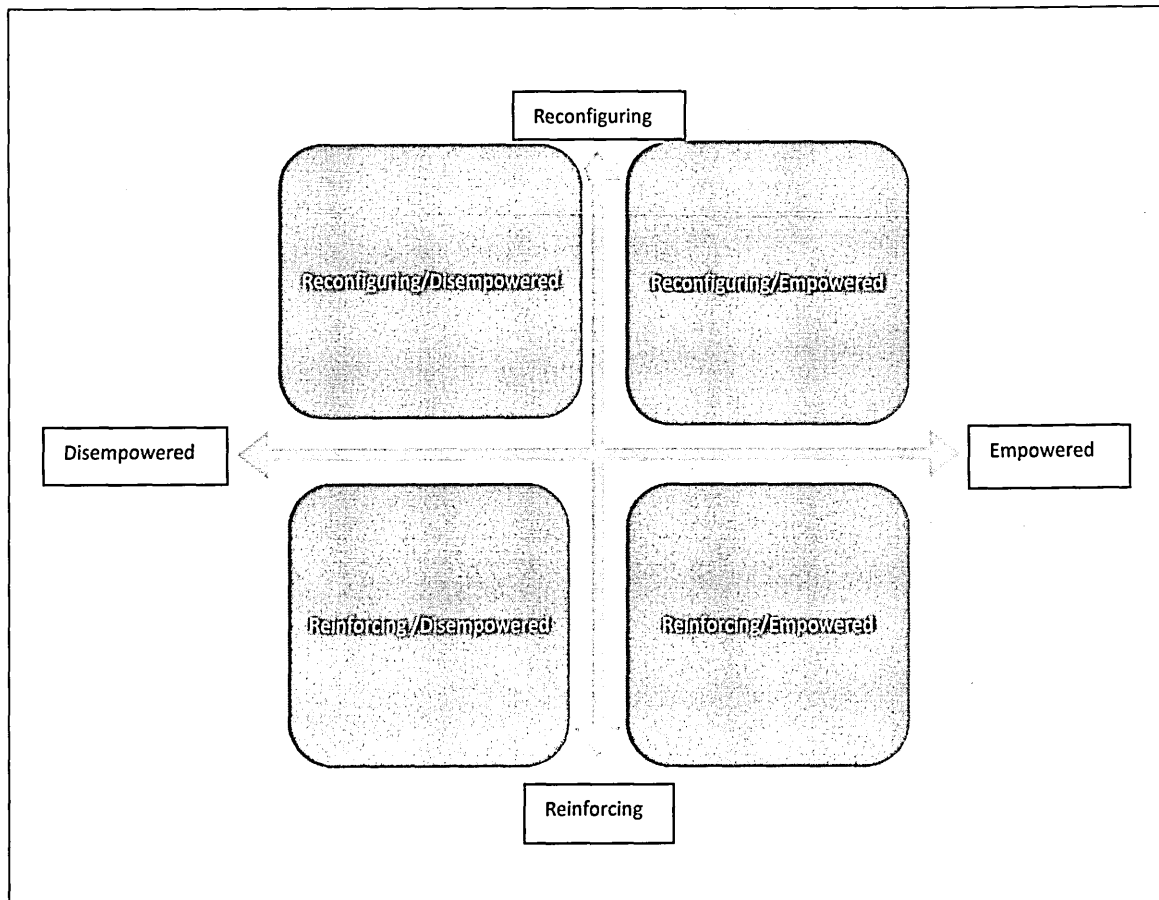 Reconfiguring
Reconfiguring/Disempowered
Reconfiguring/Empowered
Disempowered
Empowered
Reinforcing/Disempowered
Reinforcing/Empowered
Reinforcing